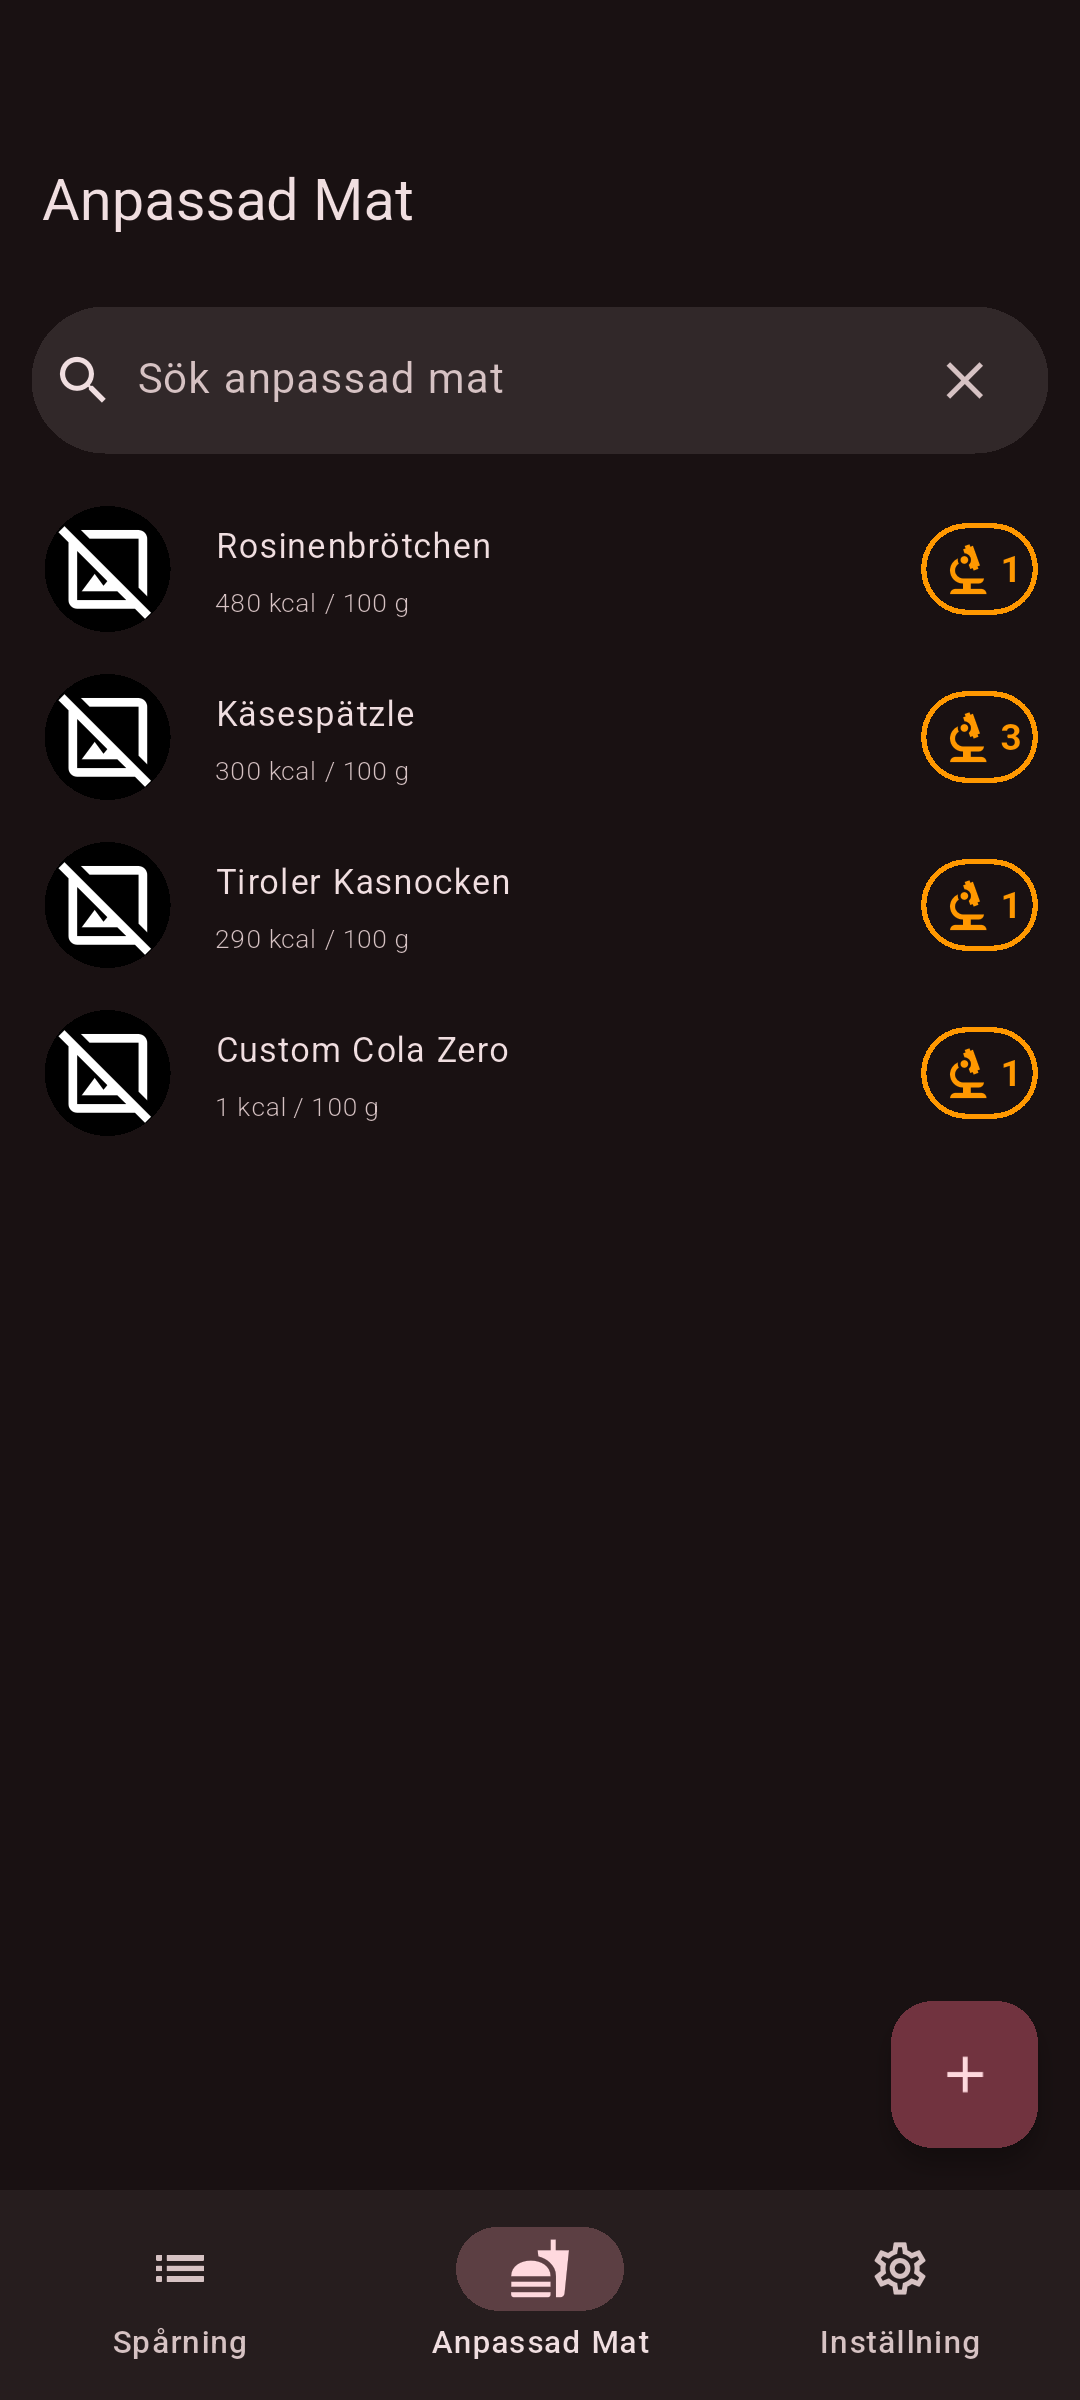 Anpassad Mat
Sök anpassad mat
Rosinenbrötchen
480 kcal / 100 g
1
Käsespätzle
300 kcal / 100 g
3
Tiroler Kasnocken
290 kcal / 100 g
1
Custom Cola Zero
1 kcal / 100 g
1
Spårning
Anpassad Mat
Inställning